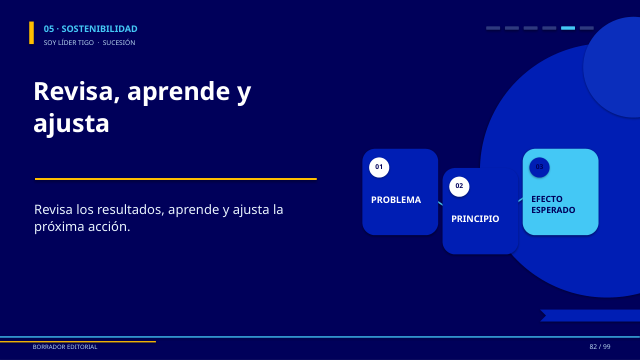 05 · SOSTENIBILIDAD
SOY LÍDER TIGO · SUCESIÓN
Revisa, aprende y
ajusta
Revisa los resultados, aprende y ajusta la
próxima acción.
01
PROBLEMA
02
PRINCIPIO
03
EFECTO
ESPERADO
BORRADOR EDITORIAL
82 / 99